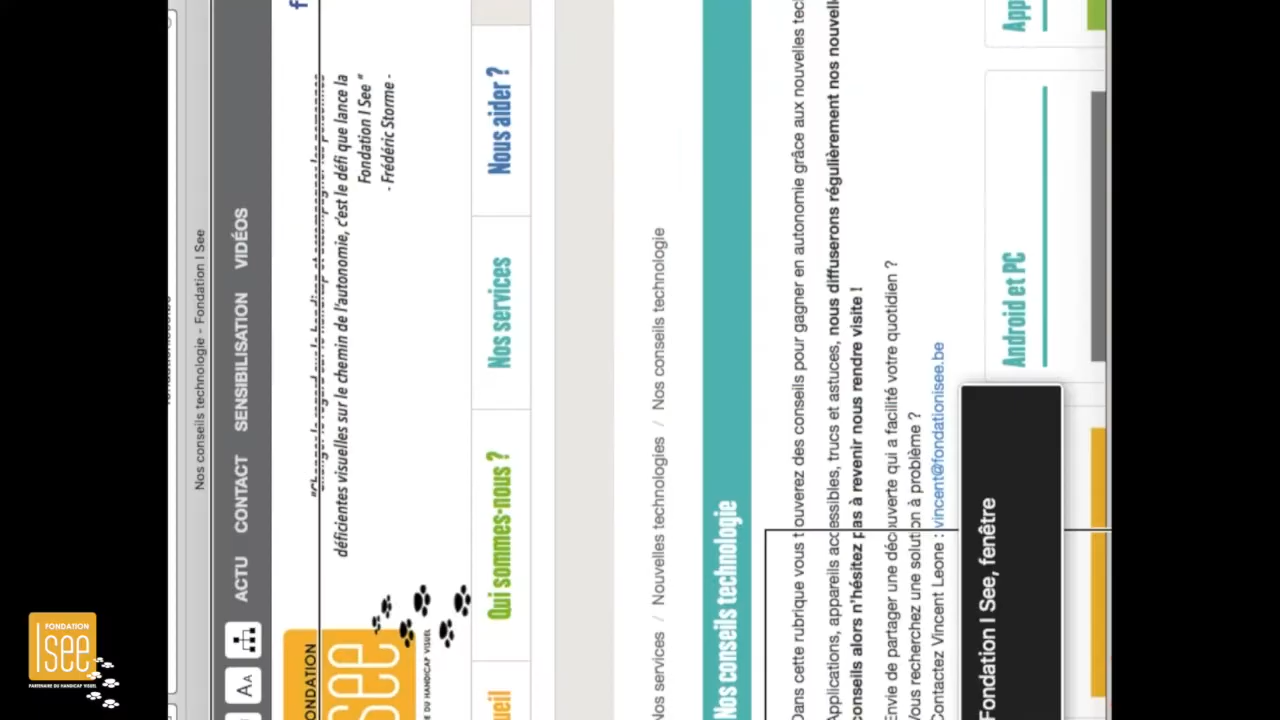 Nos conseils technologie - Fondation I See
ACTU CONTACT SENSIBILISATION VIDÉOS
AA
f
déficientes visuelles sur le chemin de l'autonomie, c'est le défi que lance la
Fondation I See "
- Frédéric Storme -
FONDATION
see
Qui sommes-nous ?
Nos services
Nous aider ?
Nos services / Nouvelles technologies / Nos conseils technologie
Nos conseils technologie
Dans cette rubrique vous trouverez des conseils pour gagner en autonomie grâce aux nouvelles
Applications, appareils accessibles, trucs et astuces, nous diffuserons régulièrement nos
conseils alors n'hésitez pas à revenir nous rendre visite !
Envie de partager une découverte qui a facilité votre quotidien ?
Vous recherchez une solution à problème ?
Contactez Vincent Leone : vincent@fondationisee.be
Android et PC
App
Fondation I See, fenêtre
FONDATION
I See
PARTENAIRE DU HANDICAP VISUEL